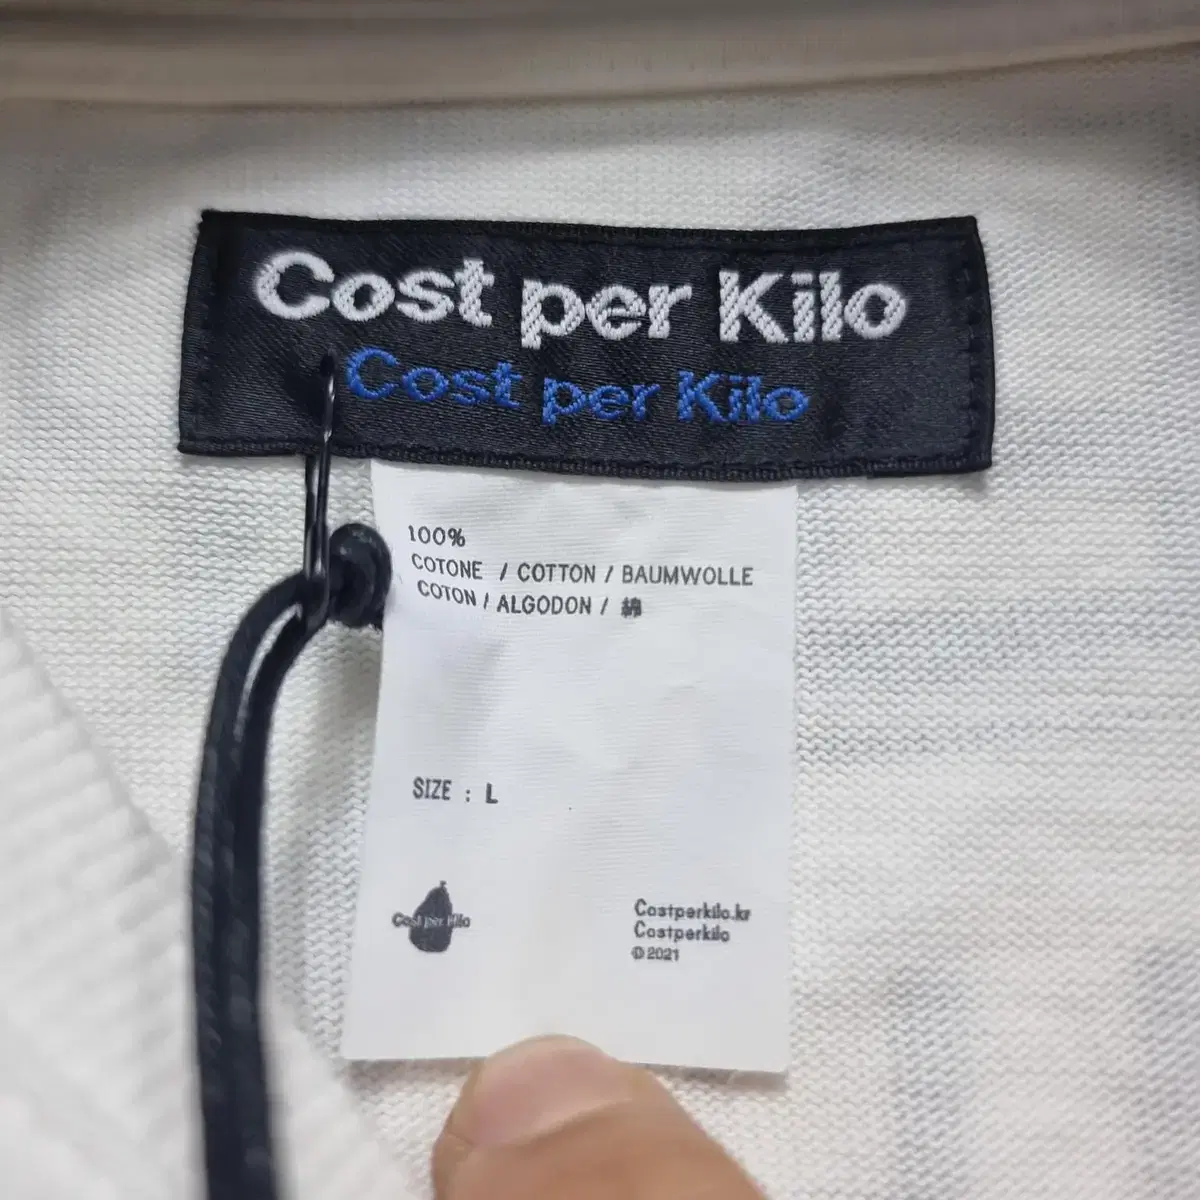 Cost per Kilo
Cost per Kilo
100%
COTONE / COTTON / BAUMWOLLE
COTON / ALGODON / 綿
SIZE : L
Cost per Kilo
Costperkilo.kr
Costperkilo
©2021